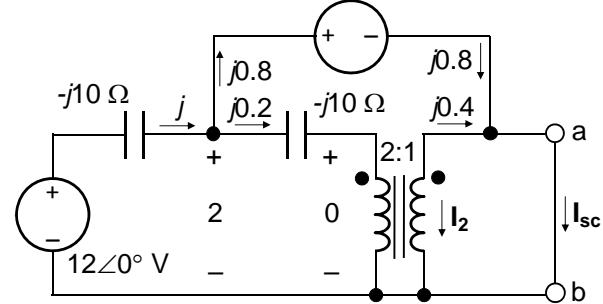 + −
j0.8
j0.8
-j10 Ω
j
j0.2
-j10 Ω
j0.4
a
+
+
2:1
+
−
2
0
I2
Isc
12∠0° V
−
−
b